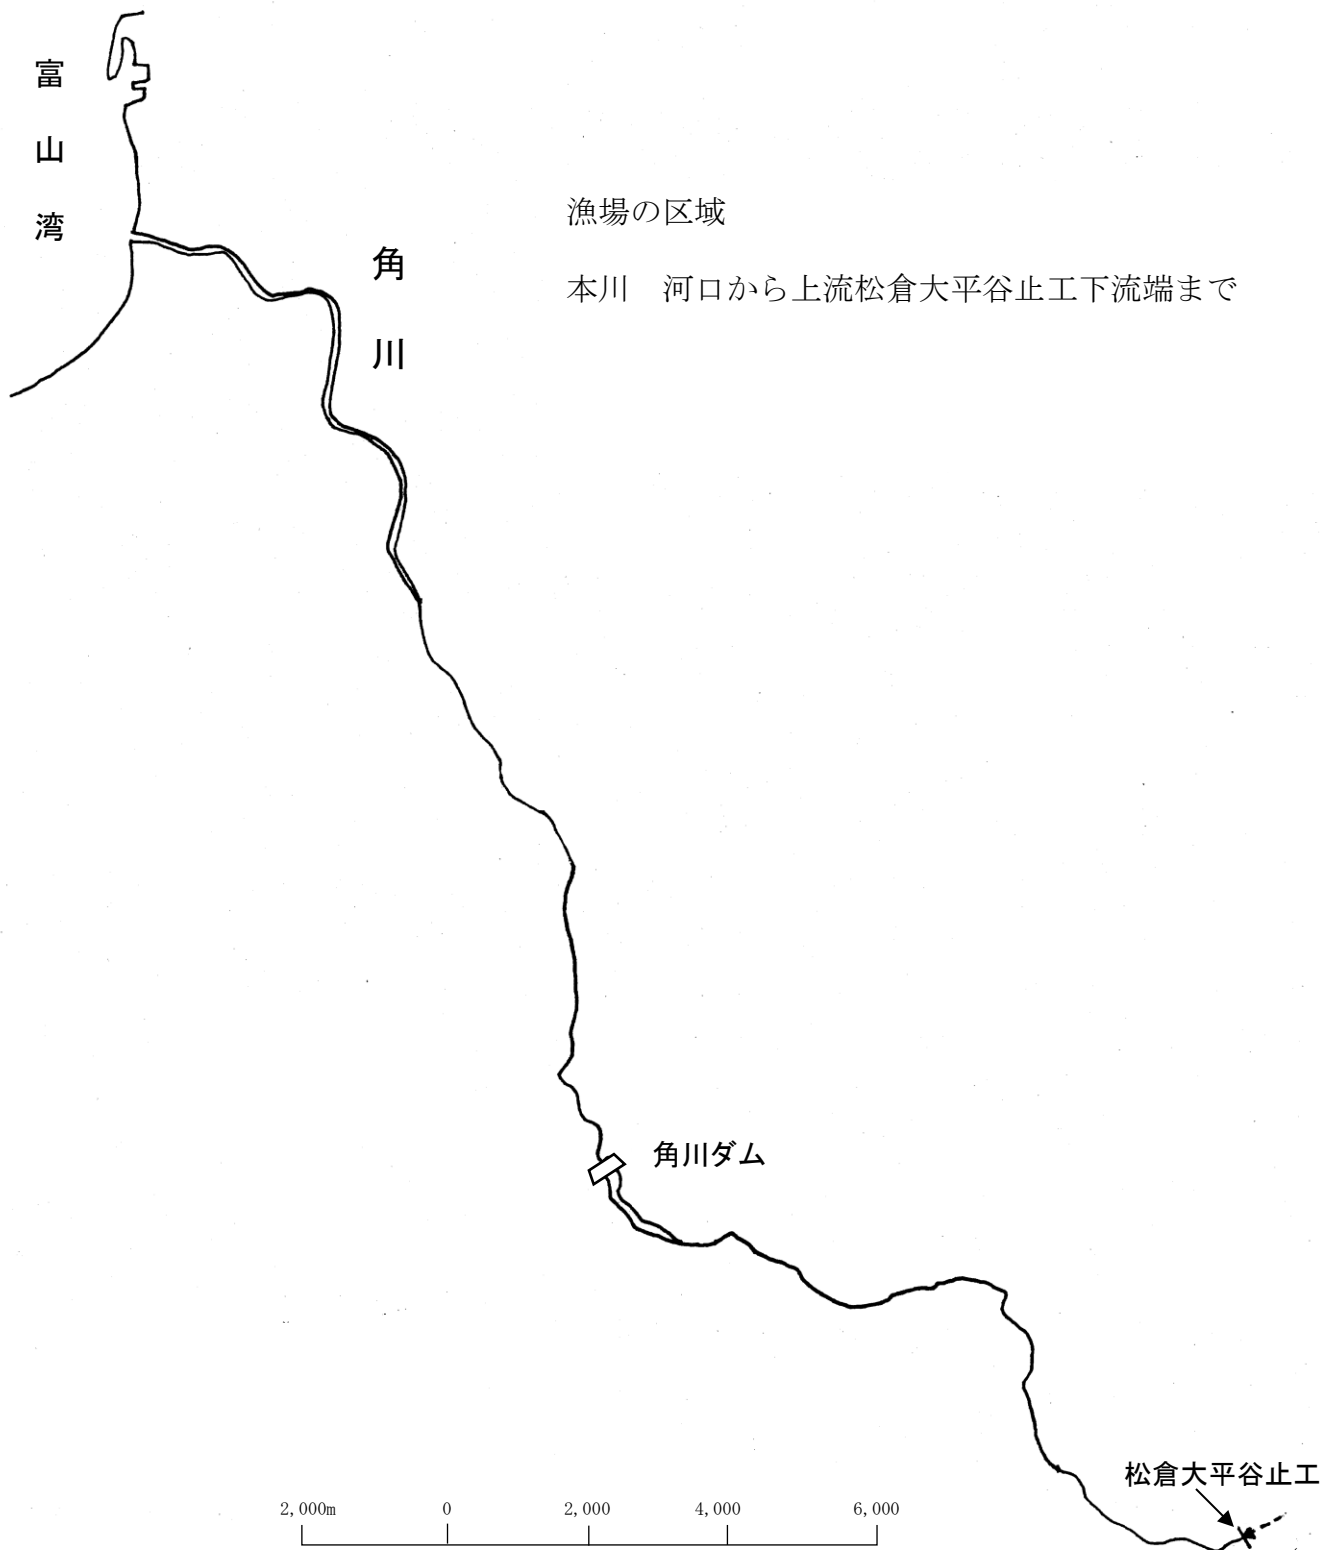 富山湾
漁場の区域
角川
本川　河口から上流松倉大平谷止工下流端まで
角川ダム
松倉大平谷止工
2,000m 0 2,000 4,000 6,000